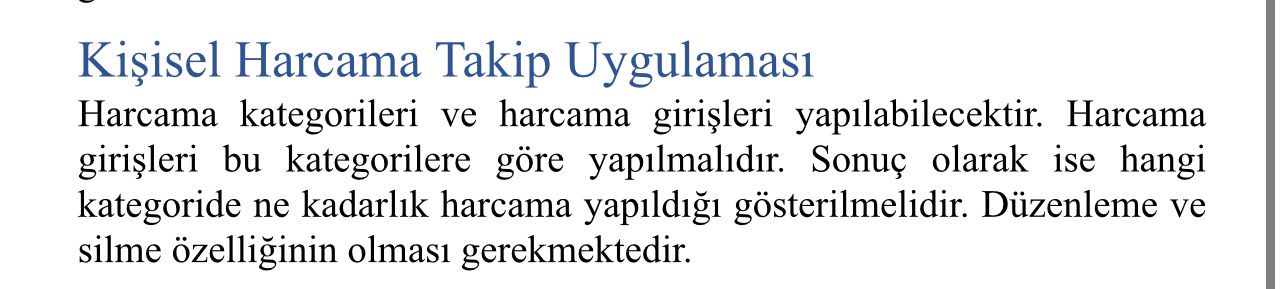 Kişisel Harcama Takip Uygulaması
Harcama kategorileri ve harcama girişleri yapılabilecektir. Harcama
girişleri bu kategorilere göre yapılmalıdır. Sonuç olarak ise hangi
kategoride ne kadarlık harcama yapıldığı gösterilmelidir. Düzenleme ve
silme özelliğinin olması gerekmektedir.